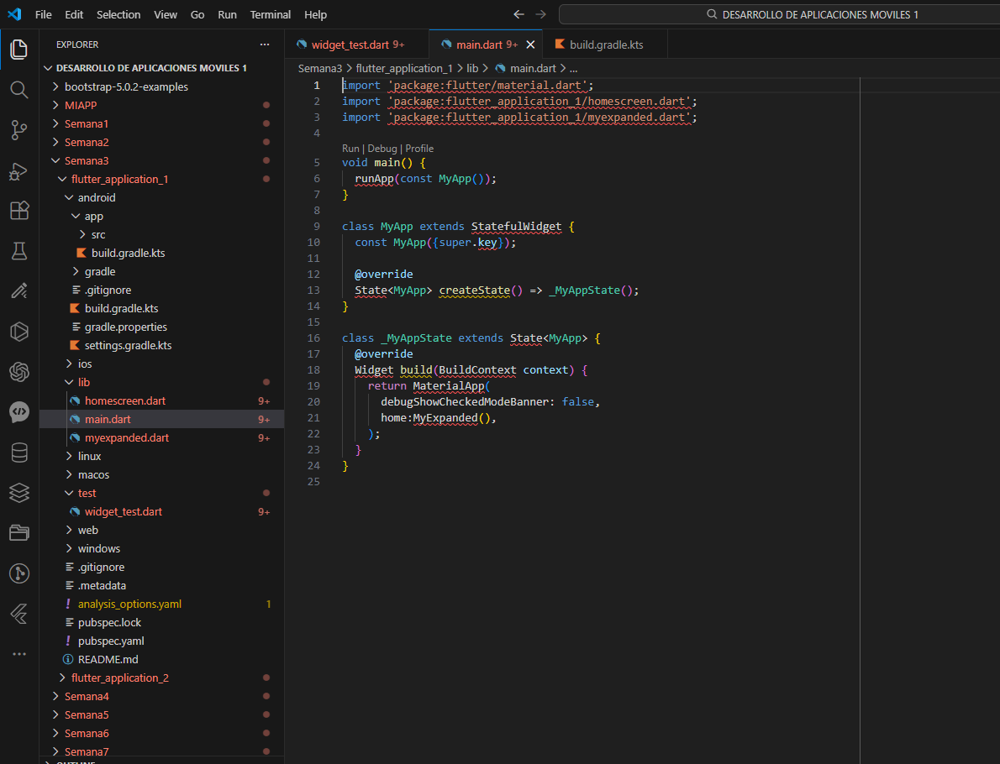 File Edit Selection View Go Run Terminal Help
DESARROLLO DE APLICACIONES MOVILES 1
EXPLORER
DESARROLLO DE APLICACIONES MOVILES 1
bootstrap-5.0.2-examples
MIAPP
Semana1
Semana2
Semana3
flutter_application_1
android
app
src
build.gradle.kts
gradle
.gitignore
build.gradle.kts
gradle.properties
settings.gradle.kts
ios
lib
homescreen.dart 9+
main.dart 9+
myexpanded.dart 9+
linux
macos
test
widget_test.dart 9+
web
windows
.gitignore
.metadata
analysis_options.yaml 1
pubspec.lock
pubspec.yaml
README.md
flutter_application_2
Semana4
Semana5
Semana6
Semana7
OUTLINE
widget_test.dart 9+ main.dart 9+ build.gradle.kts
Semana3 > flutter_application_1 > lib > main.dart > ...
1 import 'package:flutter/material.dart';
2 import 'package:flutter_application_1/homescreen.dart';
3 import 'package:flutter_application_1/myexpanded.dart';
4
Run | Debug | Profile
5 void main() {
6 runApp(const MyApp());
7 }
8
9 class MyApp extends StatefulWidget {
10 const MyApp({super.key});
11
12 @override
13 State<MyApp> createState() => _MyAppState();
14 }
15
16 class _MyAppState extends State<MyApp> {
17 @override
18 Widget build(BuildContext context) {
19 return MaterialApp(
20 debugShowCheckedModeBanner: false,
21 home:MyExpanded(),
22 );
23 }
24 }
25